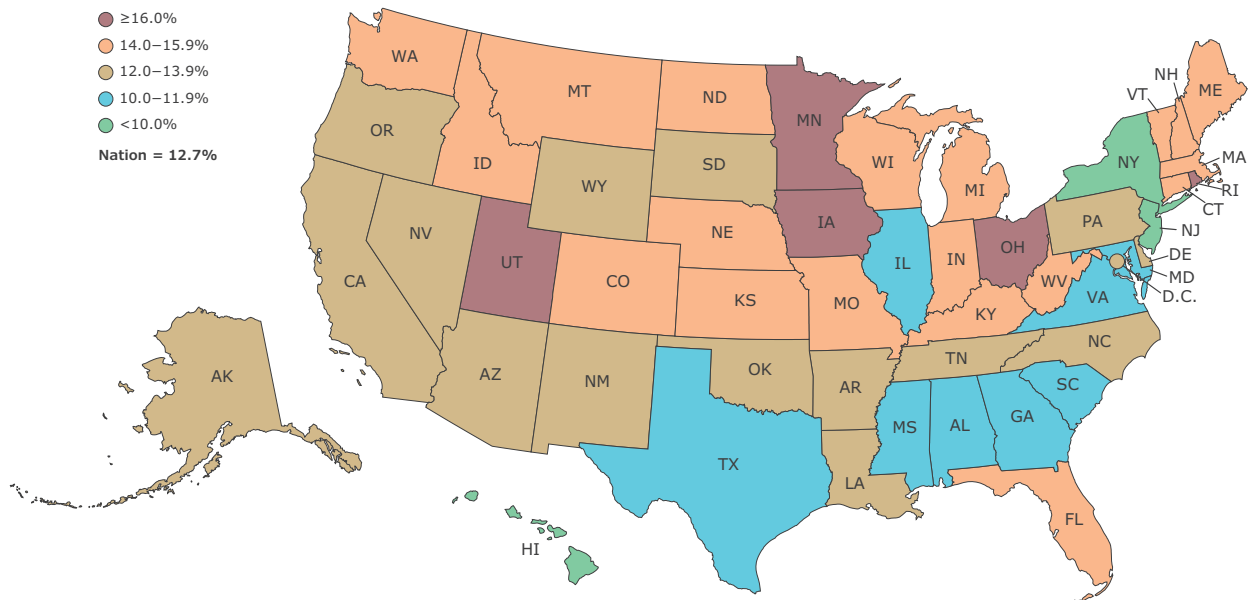 ≥16.0%
14.0−15.9%
12.0−13.9%
10.0−11.9%
<10.0%
Nation = 12.7%
WA
MT
ND
MN
NH
VT
ME
OR
ID
SD
WI
MI
NY
MA
RI
CT
WY
NE
IA
PA
NJ
NV
UT
CO
IL
IN
OH
DE
MD
D.C.
CA
KS
MO
WV
VA
KY
AZ
NM
OK
AR
TN
NC
AK
TX
LA
MS
AL
GA
SC
FL
HI